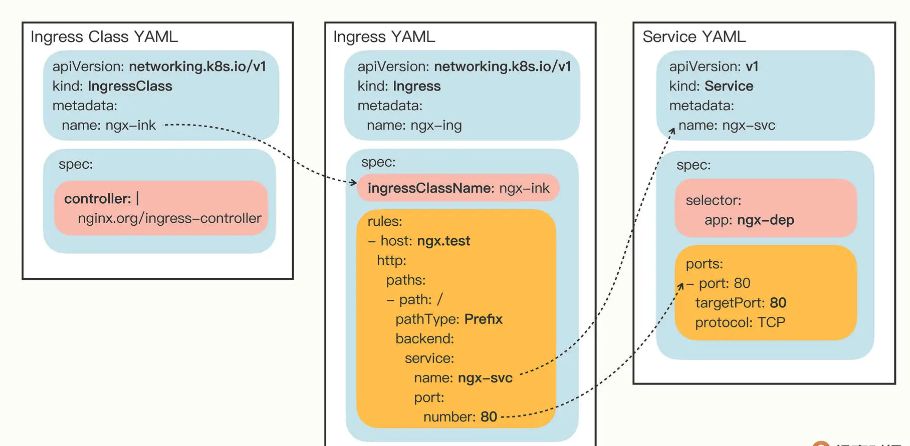 Ingress Class YAML
apiVersion: networking.k8s.io/v1
kind: IngressClass
metadata:
name: ngx-ink
spec:
controller: |
nginx.org/ingress-controller
Ingress YAML
apiVersion: networking.k8s.io/v1
kind: Ingress
metadata:
name: ngx-ing
spec:
ingressClassName: ngx-ink
rules:
- host: ngx.test
http:
paths:
- path: /
pathType: Prefix
backend:
service:
name: ngx-svc
port:
number: 80
Service YAML
apiVersion: v1
kind: Service
metadata:
name: ngx-svc
spec:
selector:
app: ngx-dep
ports:
- port: 80
targetPort: 80
protocol: TCP